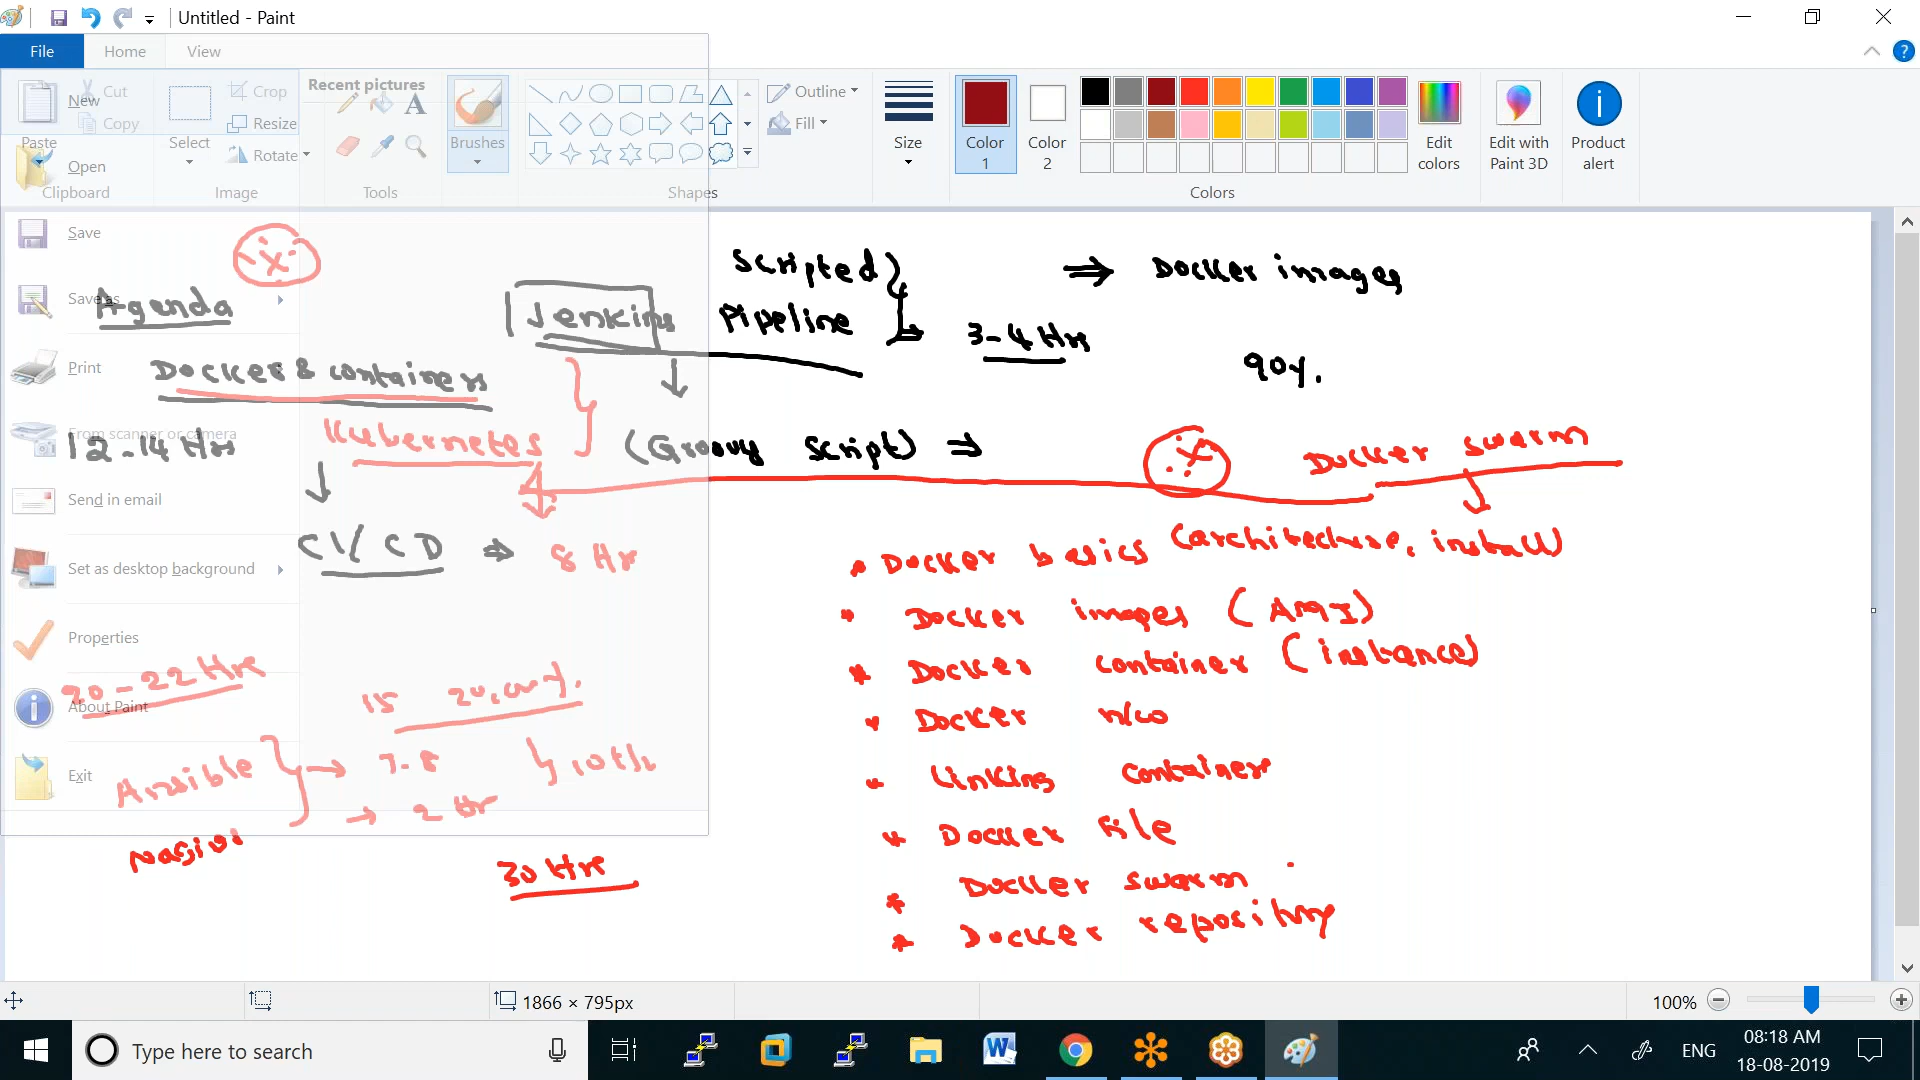 Untitled - Paint
File Home View
Recent pictures
New
Open
Save
Save as
Print
From scanner or camera
Send in email
Set as desktop background
Properties
About Paint
Exit
Paste
Cut
Copy
Clipboard
Select
Crop
Resize
Rotate
Image
Tools
Brushes
Shapes
Outline
Fill
Size
Color 1
Color 2
Colors
Edit colors
Edit with Paint 3D
Product alert
Agenda
Docker & containers
12-14 Hrs
Kubernetes
CI/CD ⇒ 8 Hr
Jenkins
Scripted
Pipeline
3-4 Hr
⇒ Docker images
90%
(Groovy Script) ⇒
Docker swarm
• Docker basics (architecture, install)
• Docker images (AMI)
* Docker container (instance)
* Docker n/w
* Linking containers
* Docker file
* Docker swarm
* Docker repository
20-22 Hrs
15
Ansible
→ 7-8
→ 2 Hr
Nagios
30 Hrs
1866 × 795px
100%
Type here to search
ENG
08:18 AM
18-08-2019